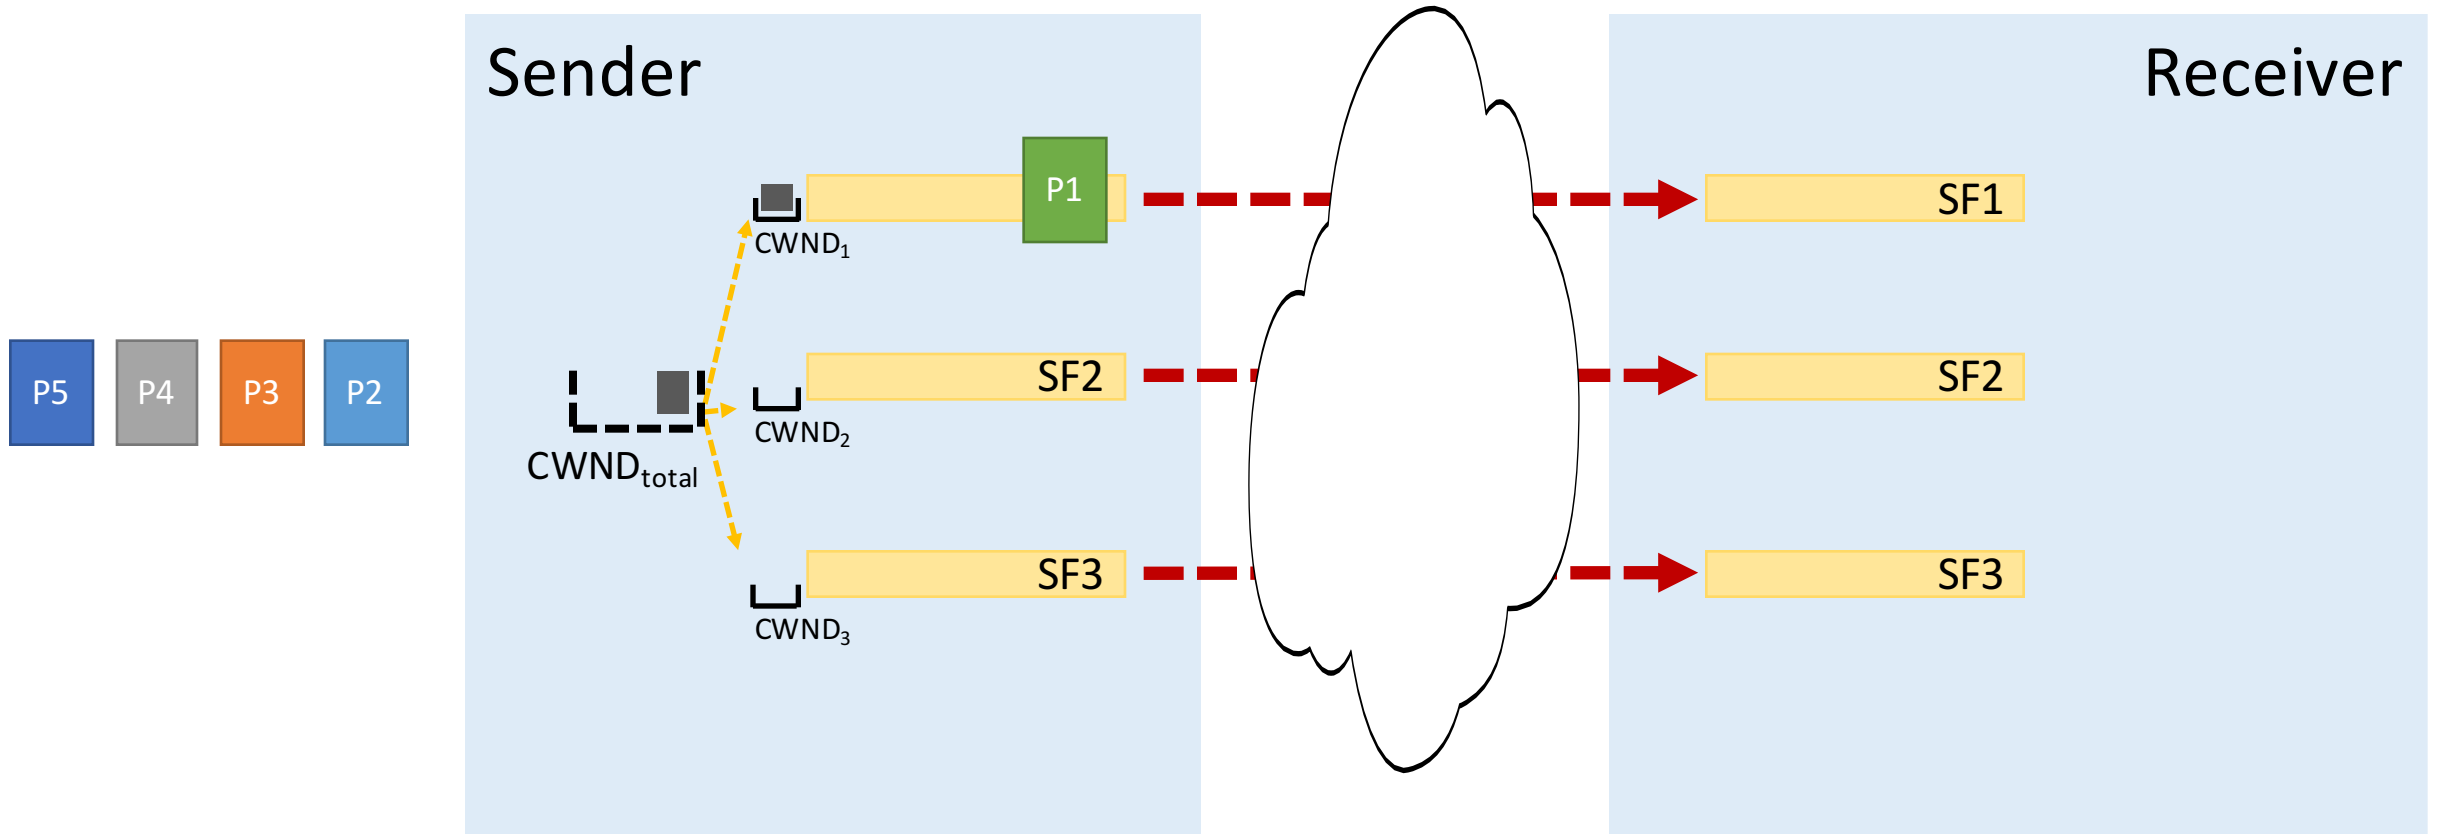 Sender
Receiver
P1
SF1
CWND₁
P5 P4 P3 P2
SF2
SF2
CWND₂
CWNDtotal
SF3
SF3
CWND₃